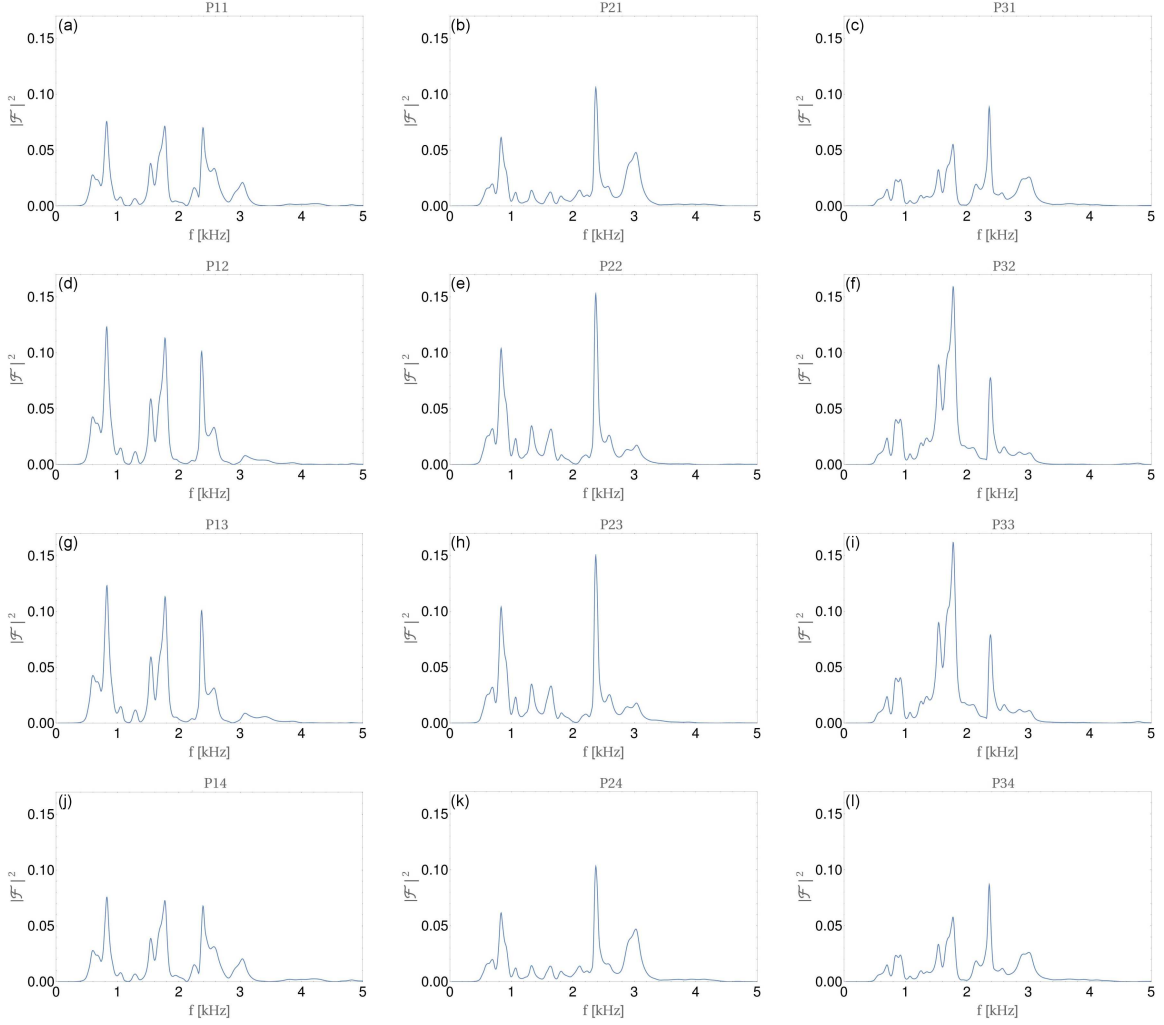 P11
(a)
0.15
0.10
0.05
0.00
|ℱ|²
0 1 2 3 4 5
f [kHz]
P21
(b)
0.15
0.10
0.05
0.00
|ℱ|²
0 1 2 3 4 5
f [kHz]
P31
(c)
0.15
0.10
0.05
0.00
|ℱ|²
0 1 2 3 4 5
f [kHz]
P12
(d)
0.15
0.10
0.05
0.00
|ℱ|²
0 1 2 3 4 5
f [kHz]
P22
(e)
0.15
0.10
0.05
0.00
|ℱ|²
0 1 2 3 4 5
f [kHz]
P32
(f)
0.15
0.10
0.05
0.00
|ℱ|²
0 1 2 3 4 5
f [kHz]
P13
(g)
0.15
0.10
0.05
0.00
|ℱ|²
0 1 2 3 4 5
f [kHz]
P23
(h)
0.15
0.10
0.05
0.00
|ℱ|²
0 1 2 3 4 5
f [kHz]
P33
(i)
0.15
0.10
0.05
0.00
|ℱ|²
0 1 2 3 4 5
f [kHz]
P14
(j)
0.15
0.10
0.05
0.00
|ℱ|²
0 1 2 3 4 5
f [kHz]
P24
(k)
0.15
0.10
0.05
0.00
|ℱ|²
0 1 2 3 4 5
f [kHz]
P34
(l)
0.15
0.10
0.05
0.00
|ℱ|²
0 1 2 3 4 5
f [kHz]